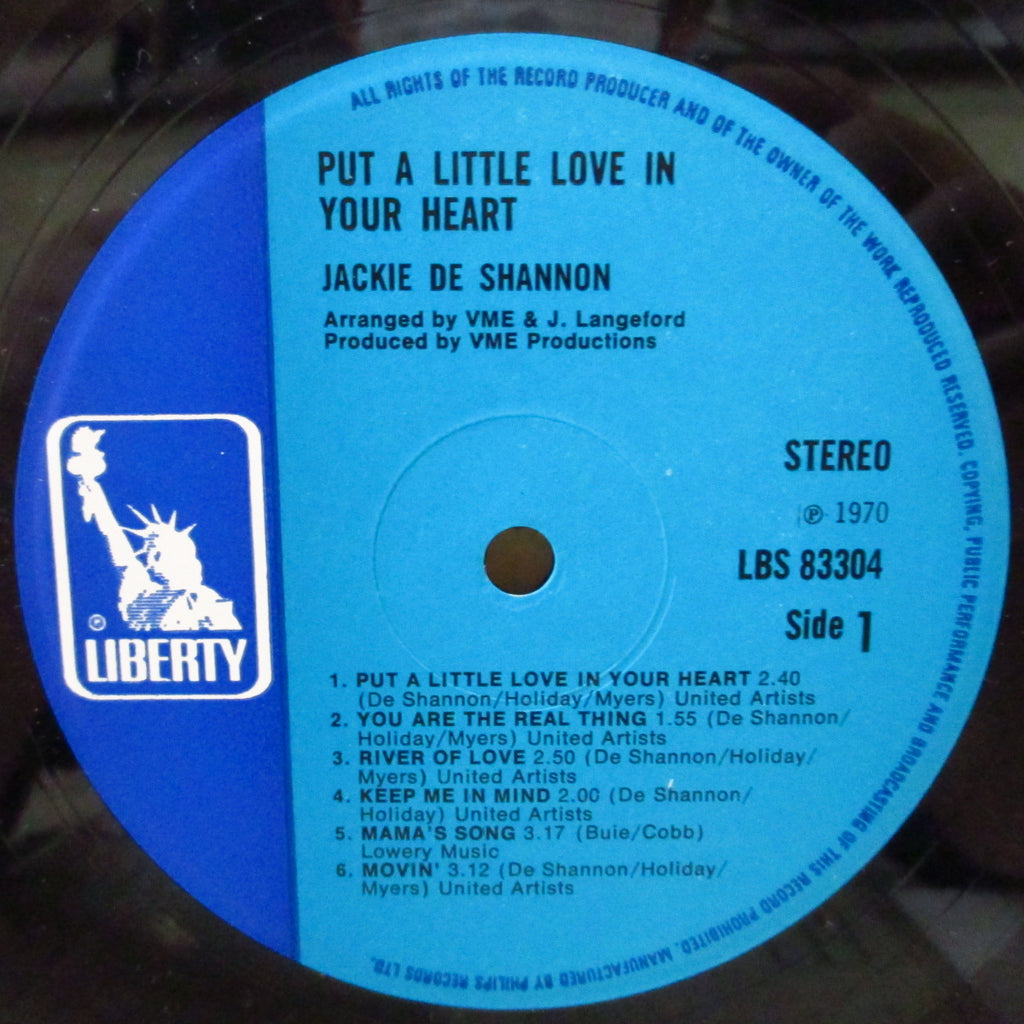 ALL RIGHTS OF THE RECORD PRODUCER AND OF THE OWNER OF THE WORK REPRODUCED RESERVED. COPYING, PUBLIC PERFORMANCE AND BROADCASTING OF THIS RECORD PROHIBITED. MANUFACTURED BY PHILIPS RECORDS LTD.
PUT A LITTLE LOVE IN
YOUR HEART
JACKIE DE SHANNON
Arranged by VME & J. Langeford
Produced by VME Productions
STEREO
℗ 1970
LBS 83304
Side 1
®
LIBERTY
1. PUT A LITTLE LOVE IN YOUR HEART 2.40
(De Shannon/Holiday/Myers) United Artists
2. YOU ARE THE REAL THING 1.55 (De Shannon/
Holiday/Myers) United Artists
3. RIVER OF LOVE 2.50 (De Shannon/Holiday/
Myers) United Artists
4. KEEP ME IN MIND 2.00 (De Shannon/
Holiday) United Artists
5. MAMA'S SONG 3.17 (Buie/Cobb)
Lowery Music
6. MOVIN' 3.12 (De Shannon/Holiday/
Myers) United Artists